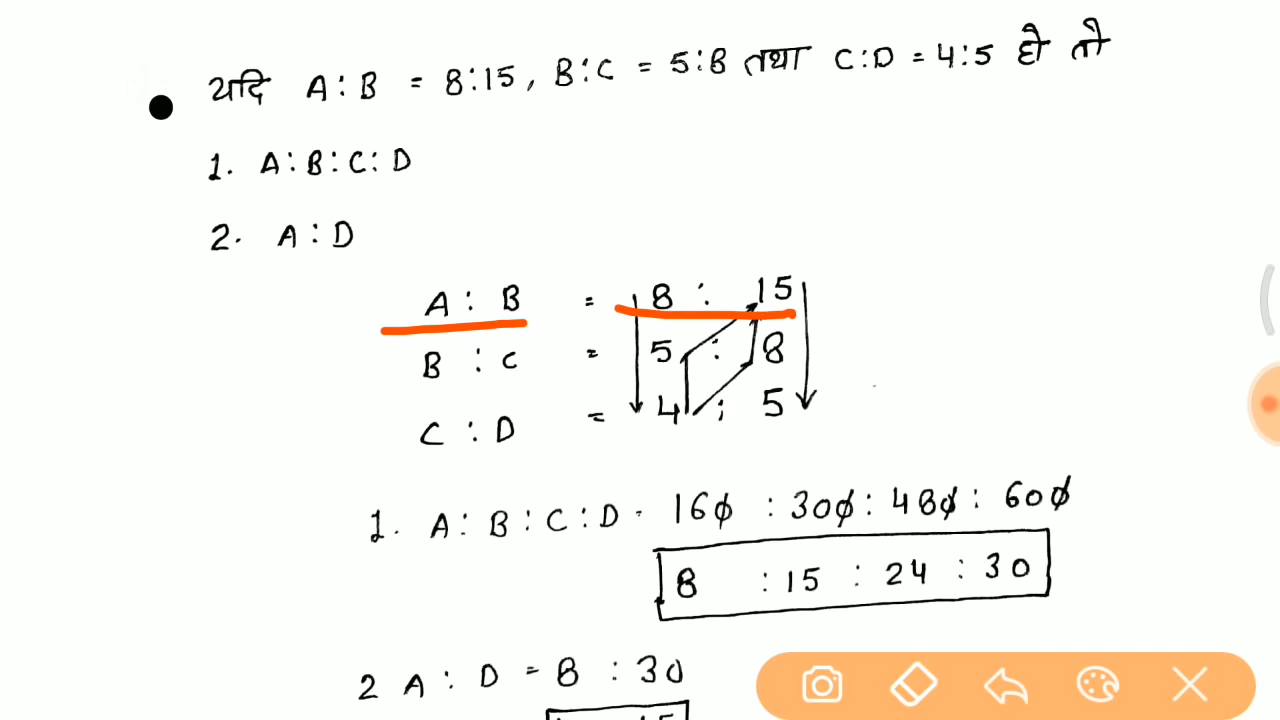 यदि A:B = 8:15, B:C = 5:8 तथा C:D = 4:5 हो तो
1. A:B:C:D
2. A:D
A : B = 8 : 15
B : C = 5 : 8
C : D = 4 : 5
1. A:B:C:D = 160 : 300 : 480 : 600
8 : 15 : 24 : 30
2 A : D = 8 : 30